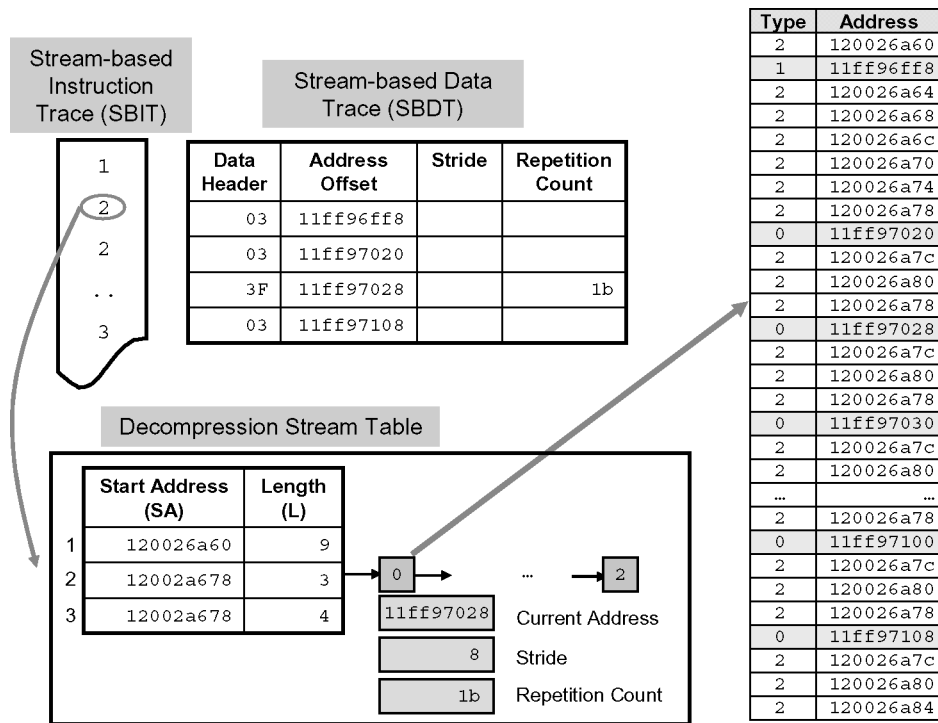 Stream-based
Instruction
Trace (SBIT)
1
2
2
..
3
Stream-based Data
Trace (SBDT)
Data Header Address Offset Stride Repetition Count
03 11ff96ff8
03 11ff97020
3F 11ff97028 1b
03 11ff97108
Decompression Stream Table
Start Address (SA) Length (L)
1 120026a60 9
2 12002a678 3
3 12002a678 4
0 ... 2
11ff97028 Current Address
8 Stride
1b Repetition Count
Type Address
2 120026a60
1 11ff96ff8
2 120026a64
2 120026a68
2 120026a6c
2 120026a70
2 120026a74
2 120026a78
0 11ff97020
2 120026a7c
2 120026a80
2 120026a78
0 11ff97028
2 120026a7c
2 120026a80
2 120026a78
0 11ff97030
2 120026a7c
2 120026a80
... ...
2 120026a78
0 11ff97100
2 120026a7c
2 120026a80
2 120026a78
0 11ff97108
2 120026a7c
2 120026a80
2 120026a84